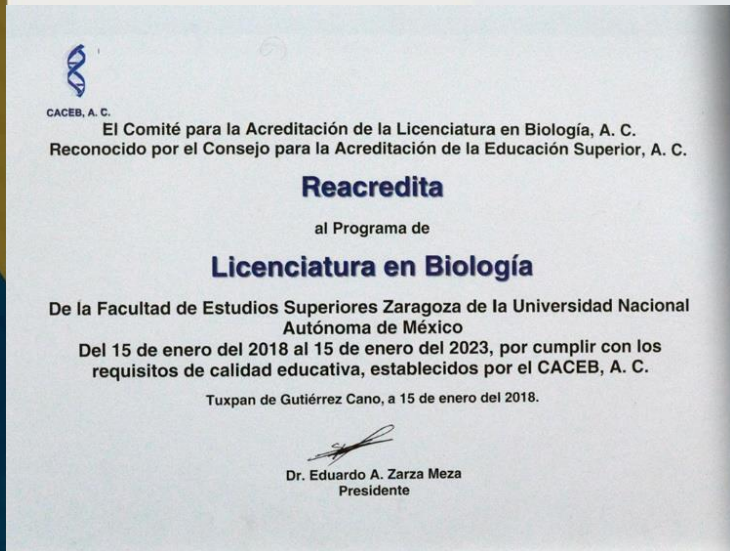 CACEB, A. C.
El Comité para la Acreditación de la Licenciatura en Biología, A. C.
Reconocido por el Consejo para la Acreditación de la Educación Superior, A. C.
Reacredita
al Programa de
Licenciatura en Biología
De la Facultad de Estudios Superiores Zaragoza de la Universidad Nacional
Autónoma de México
Del 15 de enero del 2018 al 15 de enero del 2023, por cumplir con los
requisitos de calidad educativa, establecidos por el CACEB, A. C.
Tuxpan de Gutiérrez Cano, a 15 de enero del 2018.
Dr. Eduardo A. Zarza Meza
Presidente